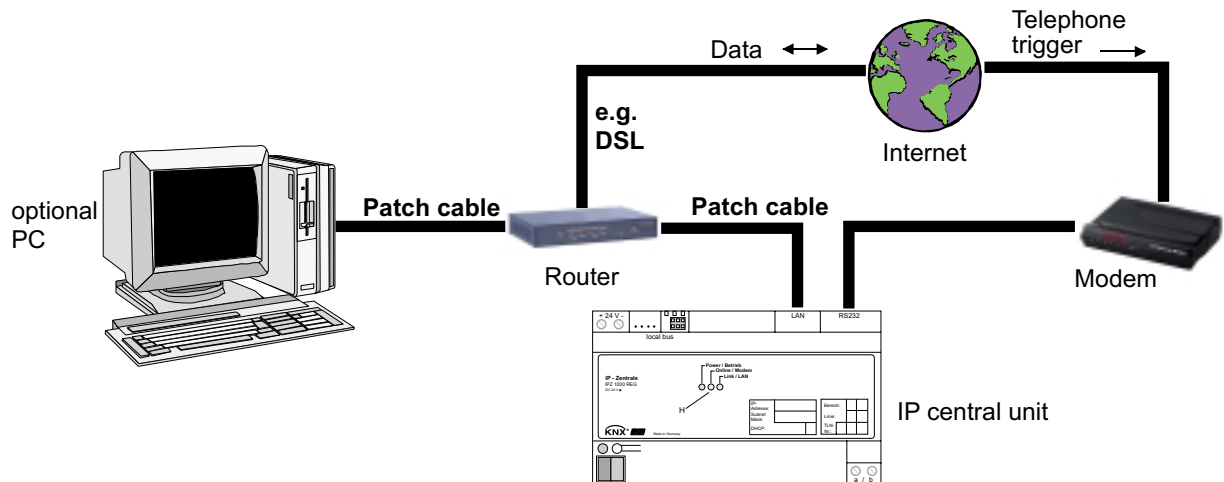 Data
Telephone
trigger
e.g.
DSL
Internet
optional
PC
Patch cable
Patch cable
Router
Modem
+ 24 V -
local bus
LAN
RS232
Power / Betrieb
Online / Modem
Link / LAN
IP - Zentrale
IPZ 1000 REG
DC 24 V
H
IP-
Adresse:
Subnet
Mask:
DHCP:
Bereich:
Linie:
TLN-
Nr.:
KNX
Made in Germany
IP central unit
a / b